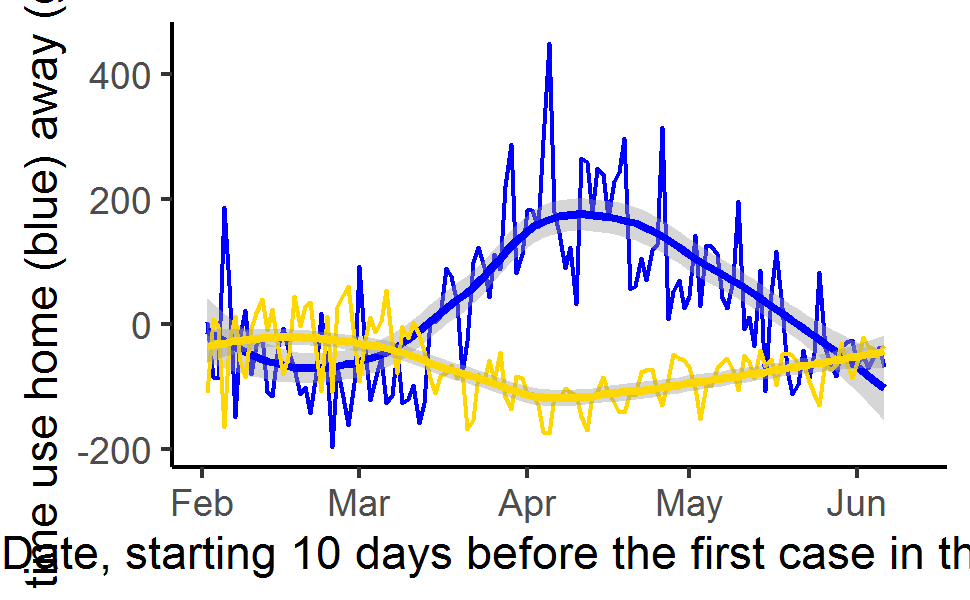 time use home (blue) away (
400
200
0
-200
Feb Mar Apr May Jun
Date, starting 10 days before the first case in th